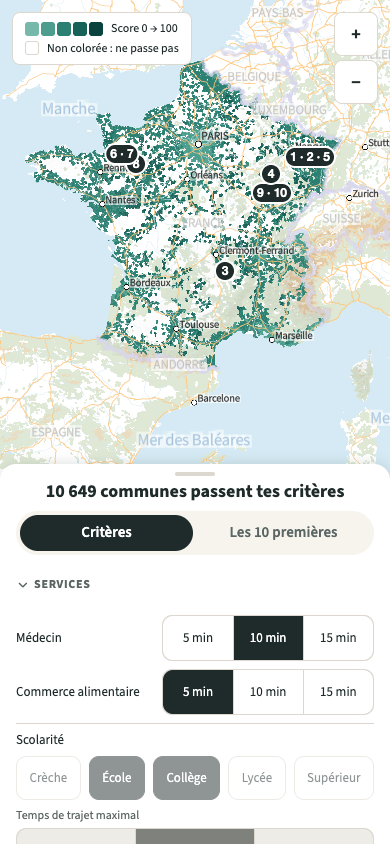 Score 0 → 100
Non colorée : ne passe pas
+
−
PAYS-BAS
BELGIQUE
LUXEMBOURG
Manche
PARIS
6 · 7
1 · 2 · 5
Stutt
Renn
4
Orléans
9 · 10
Zurich
Nantes
SUISSE
FRANCE
Clermont-Ferrand
3
Bordeaux
Toulouse
Marseille
ANDORRE
Barcelone
Me
ESPAGNE
Mer des Baléares
10 649 communes passent tes critères
Critères
Les 10 premières
SERVICES
Médecin
5 min
10 min
15 min
Commerce alimentaire
5 min
10 min
15 min
Scolarité
Crèche
École
Collège
Lycée
Supérieur
Temps de trajet maximal